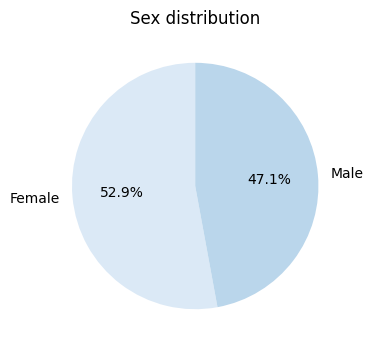 Sex distribution
47.1%
Male
52.9%
Female